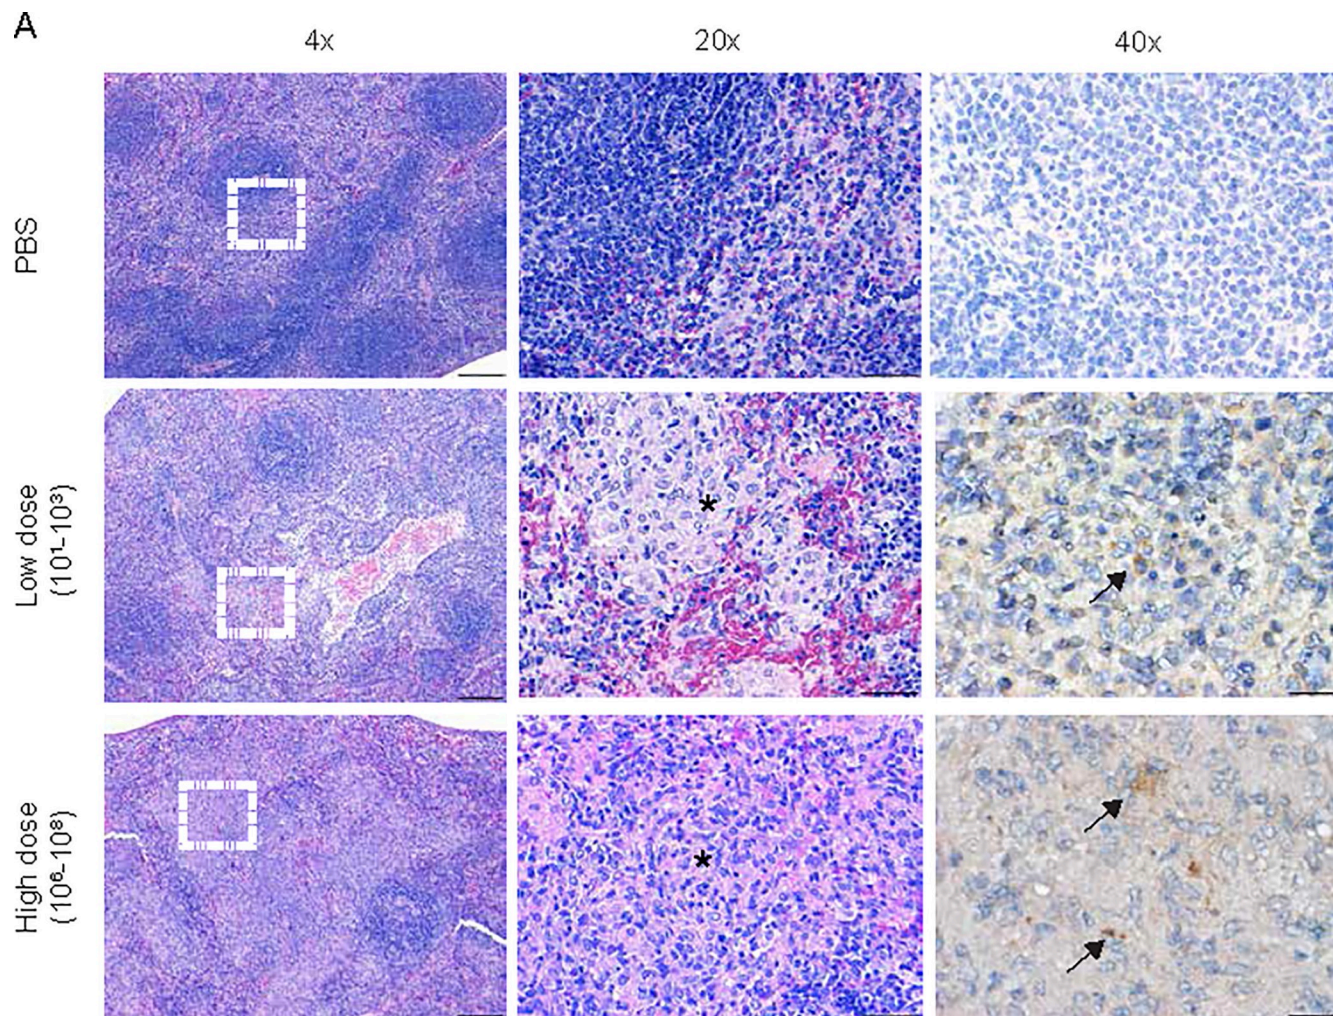 A
4x 20x 40x
PBS
Low dose
(10¹-10³)
*
High dose
(10⁶-10⁸)
*